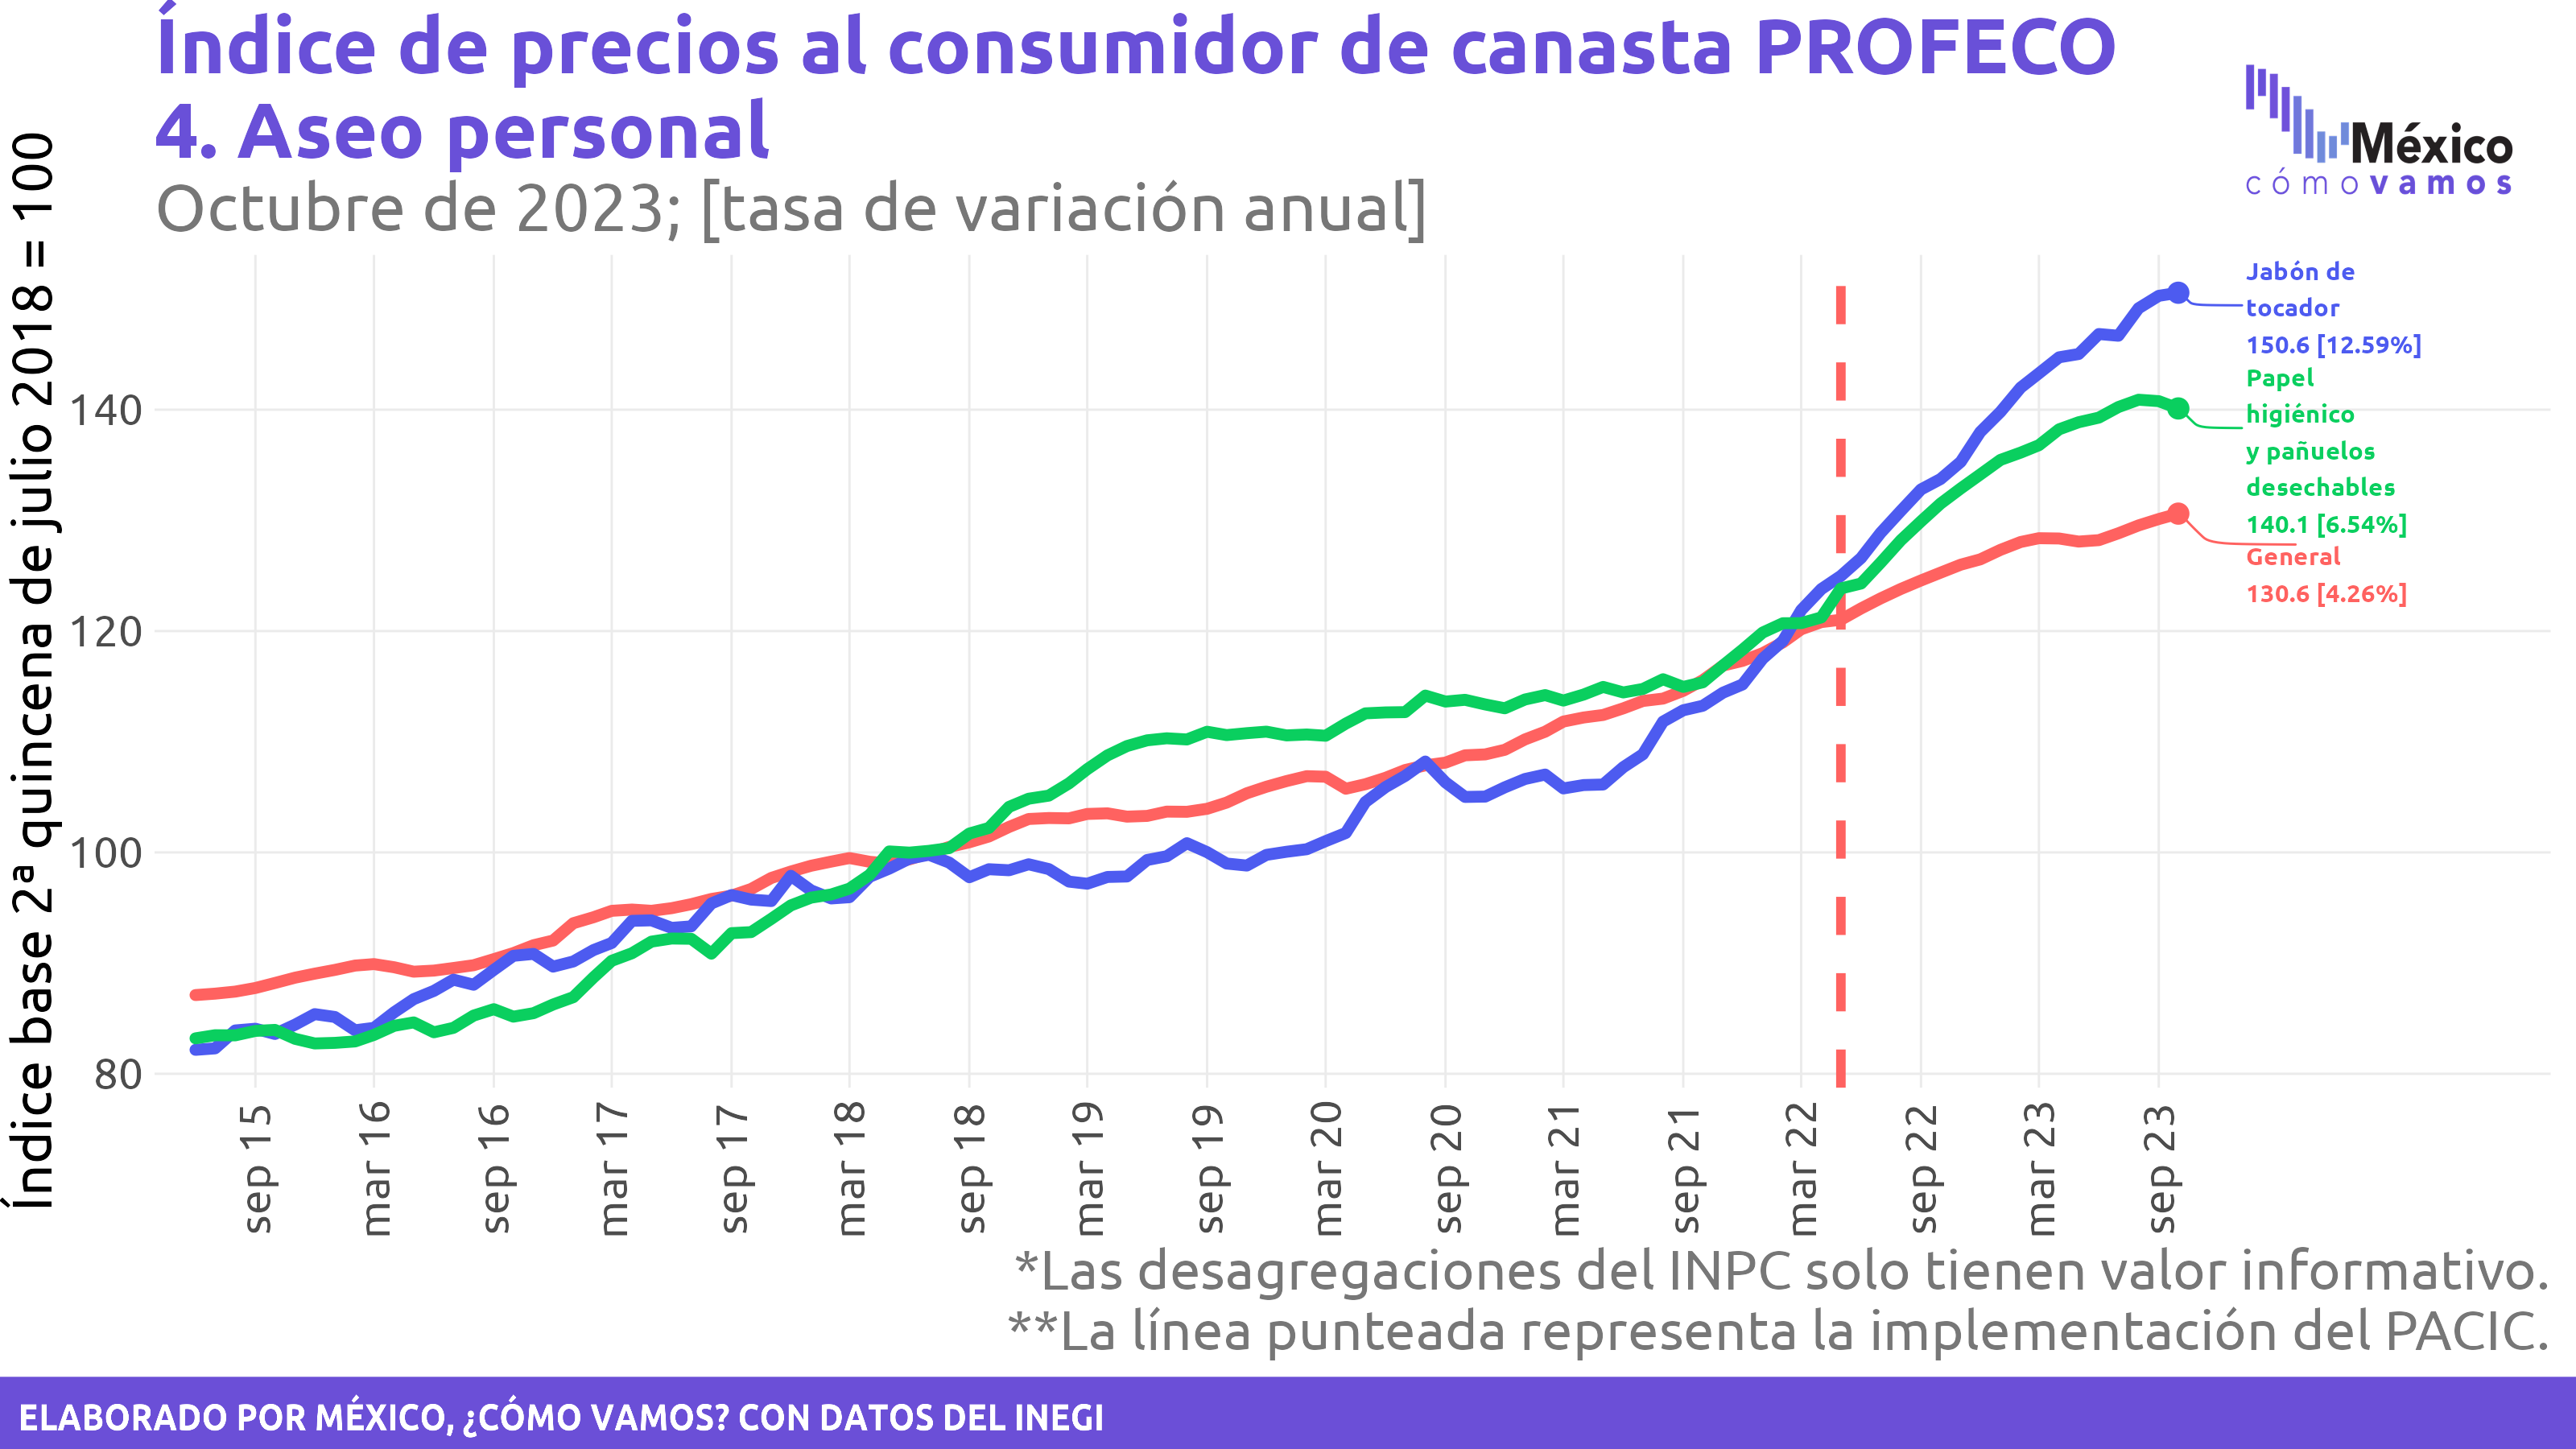 Índice de precios al consumidor de canasta PROFECO
4. Aseo personal
Octubre de 2023; [tasa de variación anual]
México
cómo vamos
Índice base 2ª quincena de julio 2018 = 100
140
120
100
80
Jabón de
tocador
150.6 [12.59%]
Papel
higiénico
y pañuelos
desechables
140.1 [6.54%]
General
130.6 [4.26%]
sep 15
mar 16
sep 16
mar 17
sep 17
mar 18
sep 18
mar 19
sep 19
mar 20
sep 20
mar 21
sep 21
mar 22
sep 22
mar 23
sep 23
*Las desagregaciones del INPC solo tienen valor informativo.
**La línea punteada representa la implementación del PACIC.
ELABORADO POR MÉXICO, ¿CÓMO VAMOS? CON DATOS DEL INEGI